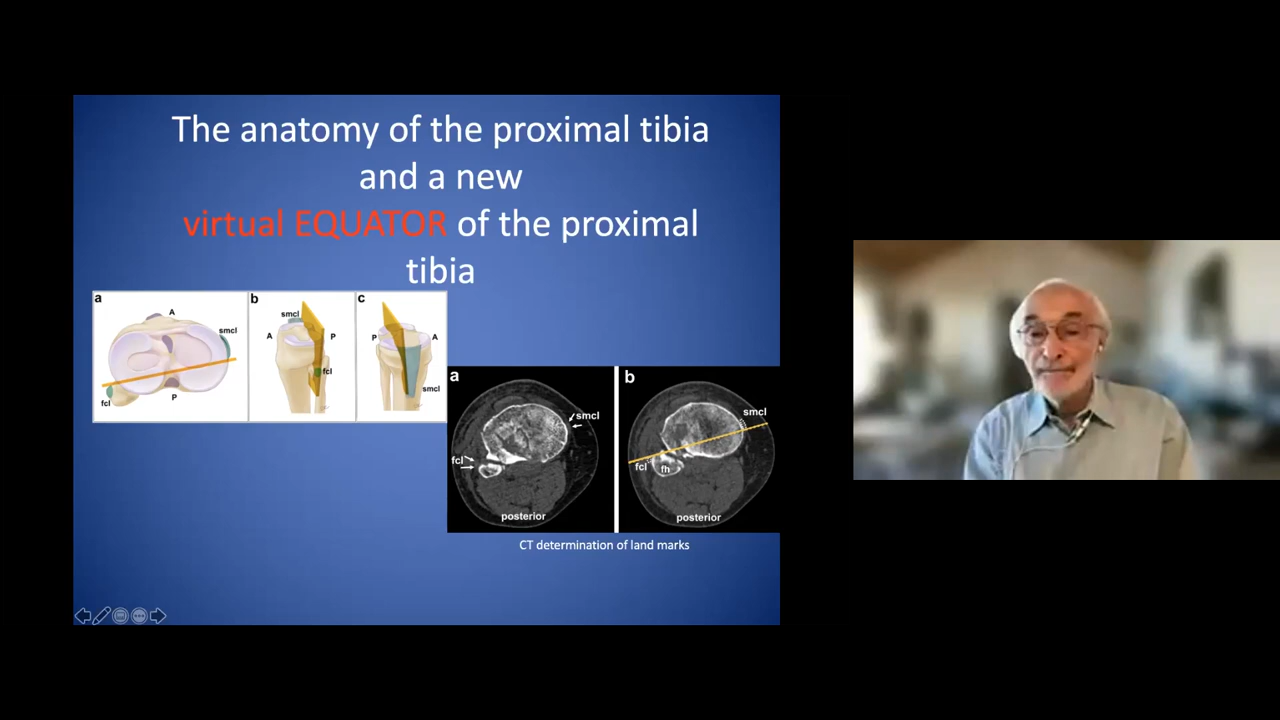 The anatomy of the proximal tibia
and a new
virtual EQUATOR of the proximal
tibia
a
A
smcl
fcl
P
b
smcl
A
P
fcl
c
P
A
smcl
a
smcl
fcl
posterior
b
smcl
fcl
fh
posterior
CT determination of land marks